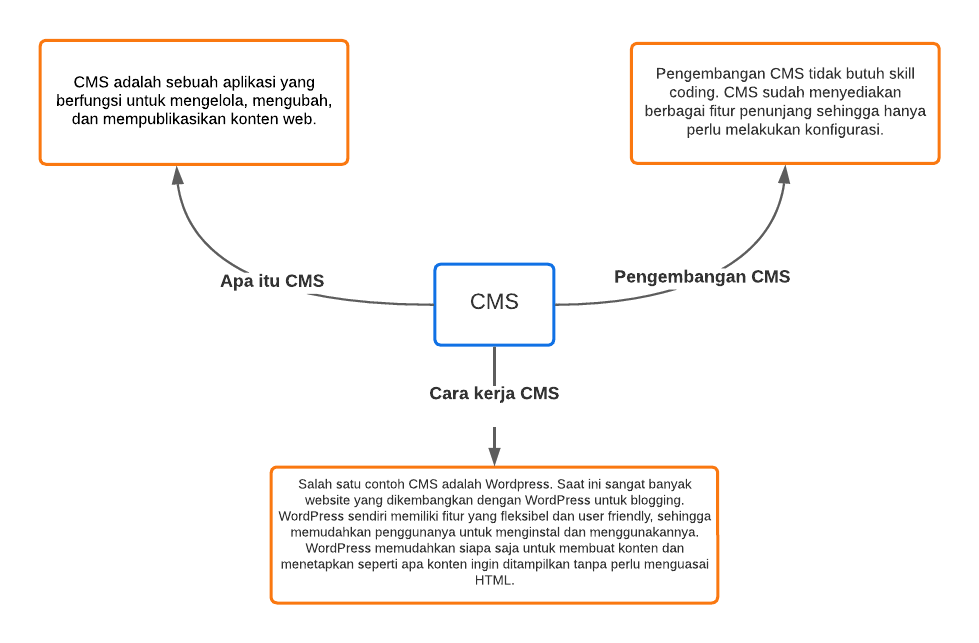 CMS adalah sebuah aplikasi yang
berfungsi untuk mengelola, mengubah,
dan mempublikasikan konten web.
Pengembangan CMS tidak butuh skill
coding. CMS sudah menyediakan
berbagai fitur penunjang sehingga hanya
perlu melakukan konfigurasi.
Apa itu CMS
CMS
Pengembangan CMS
Cara kerja CMS
Salah satu contoh CMS adalah Wordpress. Saat ini sangat banyak
website yang dikembangkan dengan WordPress untuk blogging.
WordPress sendiri memiliki fitur yang fleksibel dan user friendly, sehingga
memudahkan penggunanya untuk menginstal dan menggunakannya.
WordPress memudahkan siapa saja untuk membuat konten dan
menetapkan seperti apa konten ingin ditampilkan tanpa perlu menguasai
HTML.